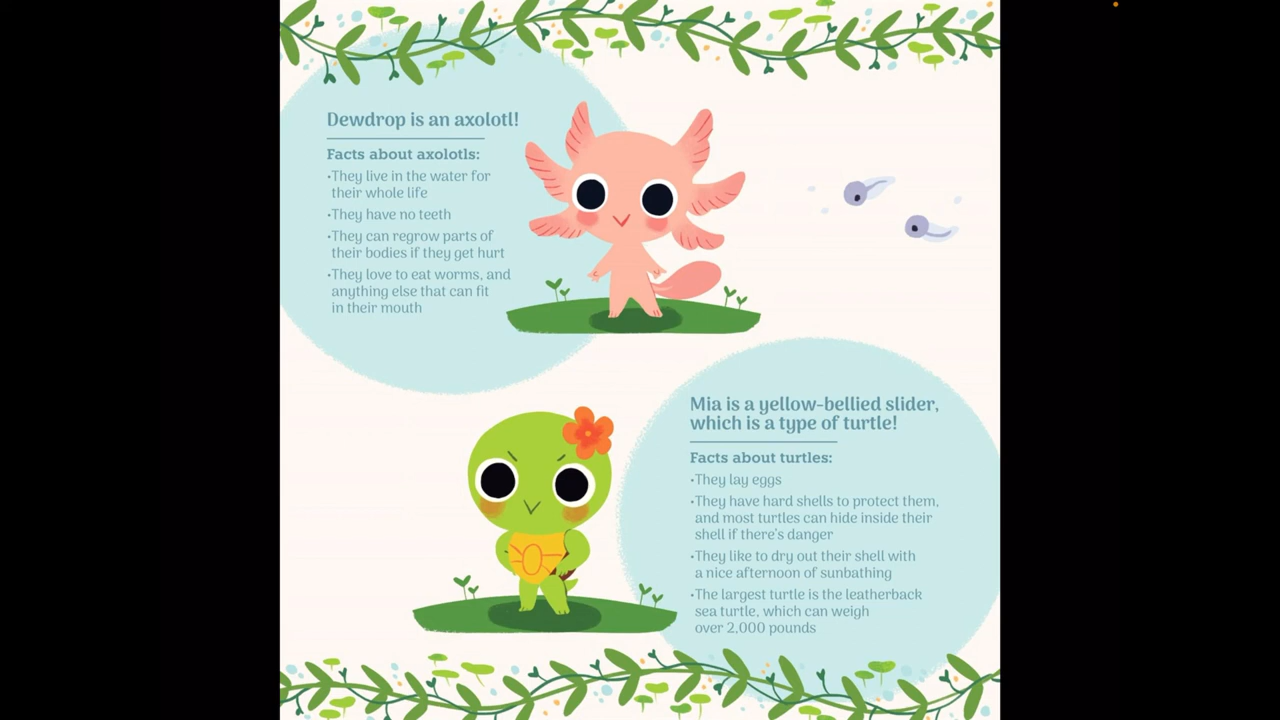 Dewdrop is an axolotl!
Facts about axolotls:
•They live in the water for
their whole life
•They have no teeth
•They can regrow parts of
their bodies if they get hurt
•They love to eat worms, and
anything else that can fit
in their mouth
Mia is a yellow-bellied slider,
which is a type of turtle!
Facts about turtles:
•They lay eggs
•They have hard shells to protect them,
and most turtles can hide inside their
shell if there's danger
•They like to dry out their shell with
a nice afternoon of sunbathing
•The largest turtle is the leatherback
sea turtle, which can weigh
over 2,000 pounds